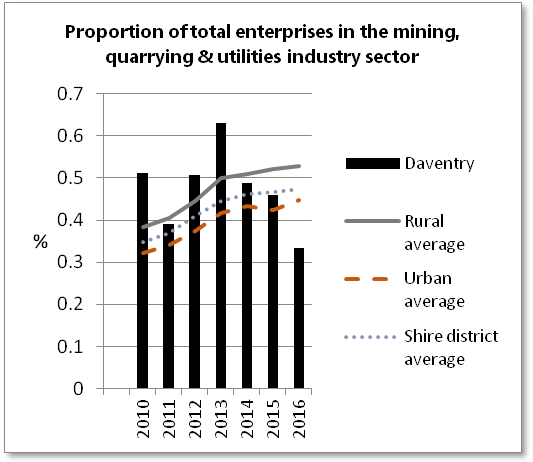 Proportion of total enterprises in the mining,
quarrying & utilities industry sector
0.7
0.6
0.5
0.4
0.3
0.2
0.1
0
%
2010
2011
2012
2013
2014
2015
2016
Daventry
Rural
average
Urban
average
Shire district
average